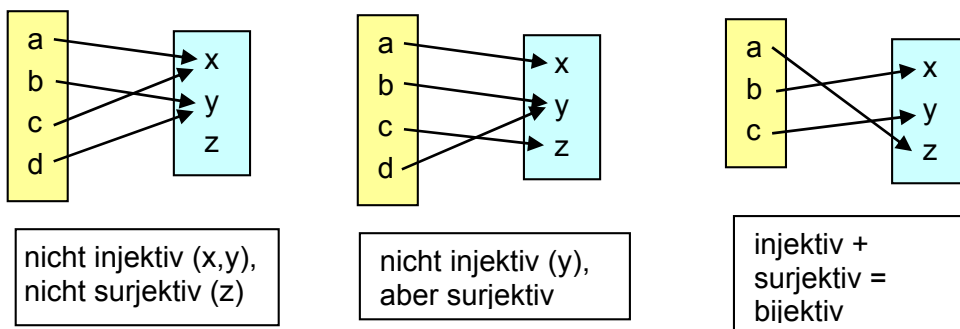 a
b
c
d
x
y
z
nicht injektiv (x,y),
nicht surjektiv (z)
a
b
c
d
x
y
z
nicht injektiv (y),
aber surjektiv
a
b
c
x
y
z
injektiv +
surjektiv =
bijektiv